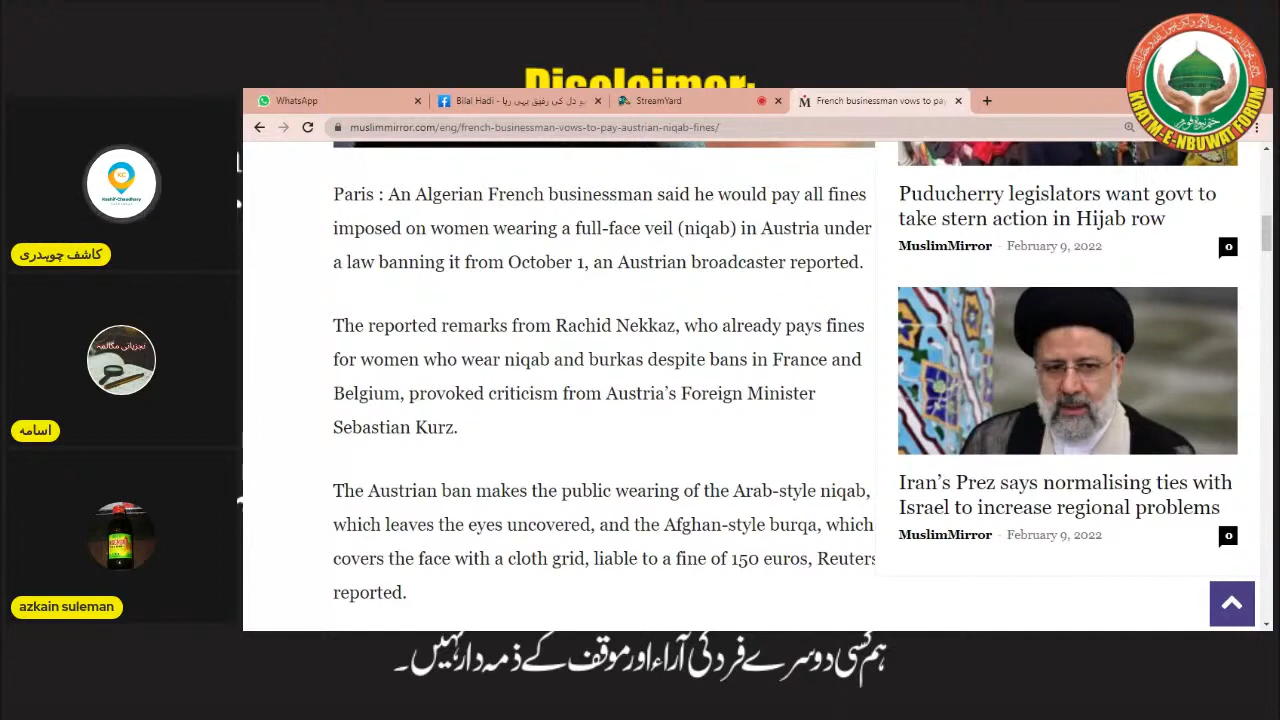 Disclaimer:
WhatsApp
Bilal Hadi -
StreamYard
French businessman vows to pay
muslimmirror.com/eng/french-businessman-vows-to-pay-austrian-niqab-fines/
KHATM-E-NBUWAT FORUM
KC
Kashif-Chaudhary
کاشف چوہدری
تجزیاتی مکالمہ
اسامہ
azkain suleman
Paris : An Algerian French businessman said he would pay all fines
imposed on women wearing a full-face veil (niqab) in Austria under
a law banning it from October 1, an Austrian broadcaster reported.
The reported remarks from Rachid Nekkaz, who already pays fines
for women who wear niqab and burkas despite bans in France and
Belgium, provoked criticism from Austria’s Foreign Minister
Sebastian Kurz.
The Austrian ban makes the public wearing of the Arab-style niqab,
which leaves the eyes uncovered, and the Afghan-style burqa, which
covers the face with a cloth grid, liable to a fine of 150 euros, Reuters
reported.
Puducherry legislators want govt to
take stern action in Hijab row
MuslimMirror - February 9, 2022
0
Iran’s Prez says normalising ties with
Israel to increase regional problems
MuslimMirror - February 9, 2022
0
ہم کسی دوسرے فرد کی آراء اور موقف کے ذمہ دار نہیں۔